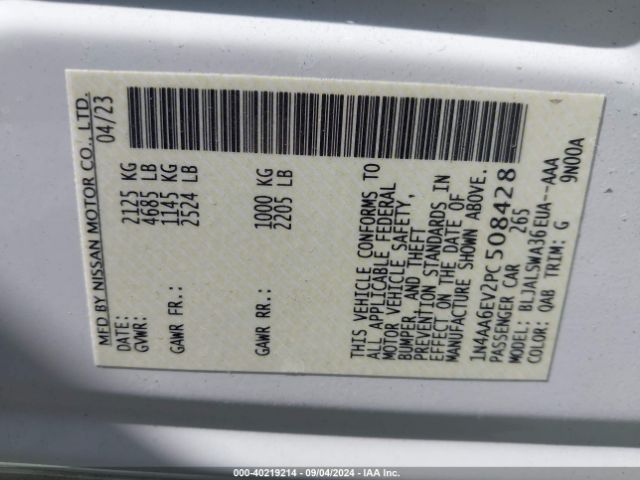 MFD BY NISSAN MOTOR CO., LTD.
DATE: 04/23
GVWR: 2125 KG
4685 LB
GAWR FR.: 1145 KG
2524 LB
GAWR RR.: 1000 KG
2205 LB
THIS VEHICLE CONFORMS TO
ALL APPLICABLE FEDERAL
MOTOR VEHICLE SAFETY,
BUMPER, AND THEFT
PREVENTION STANDARDS IN
EFFECT ON THE DATE OF
MANUFACTURE SHOWN ABOVE.
1N4AA6EV2PC508428
PASSENGER CAR 26S
MODEL: BLJALSWA36EUA--AAA
COLOR: QAB TRIM: G 9N00A
000-40219214 - 09/04/2024 - IAA Inc.